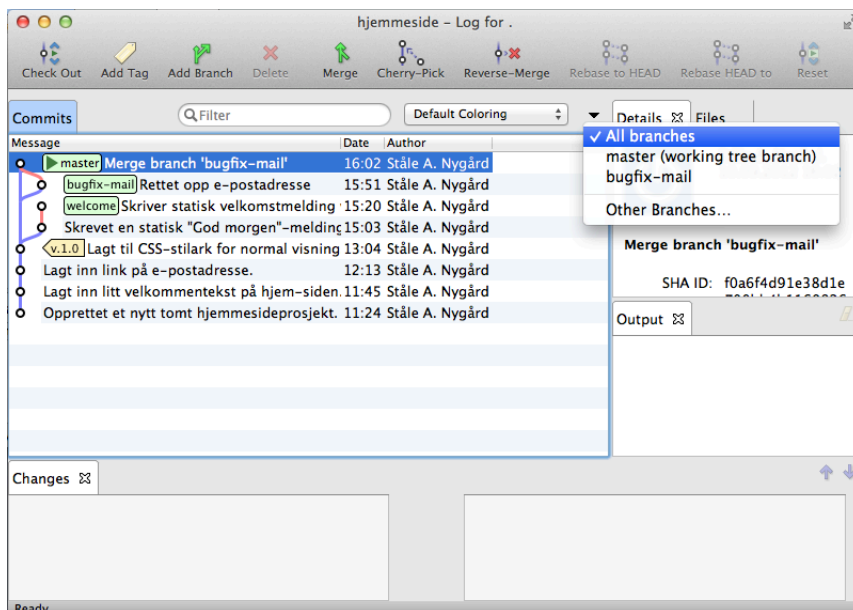 hjemmeside – Log for .
Check Out Add Tag Add Branch Delete Merge Cherry-Pick Reverse-Merge Rebase to HEAD Rebase HEAD to Reset
Commits Filter Default Coloring Details Files
All branches
master (working tree branch)
bugfix-mail
Other Branches...
Message Date Author
master Merge branch 'bugfix-mail' 16:02 Ståle A. Nygård
bugfix-mail Rettet opp e-postadresse 15:51 Ståle A. Nygård
welcome Skriver statisk velkomstmelding 15:20 Ståle A. Nygård
Skrevet en statisk "God morgen"-melding 15:03 Ståle A. Nygård
v.1.0 Lagt til CSS-stilark for normal visning 13:04 Ståle A. Nygård
Lagt inn link på e-postadresse. 12:13 Ståle A. Nygård
Lagt inn litt velkommentekst på hjem-siden. 11:45 Ståle A. Nygård
Opprettet et nytt tomt hjemmesideprosjekt. 11:24 Ståle A. Nygård
Merge branch 'bugfix-mail'
SHA ID: f0a6f4d91e38d1e
Output
Changes
Ready